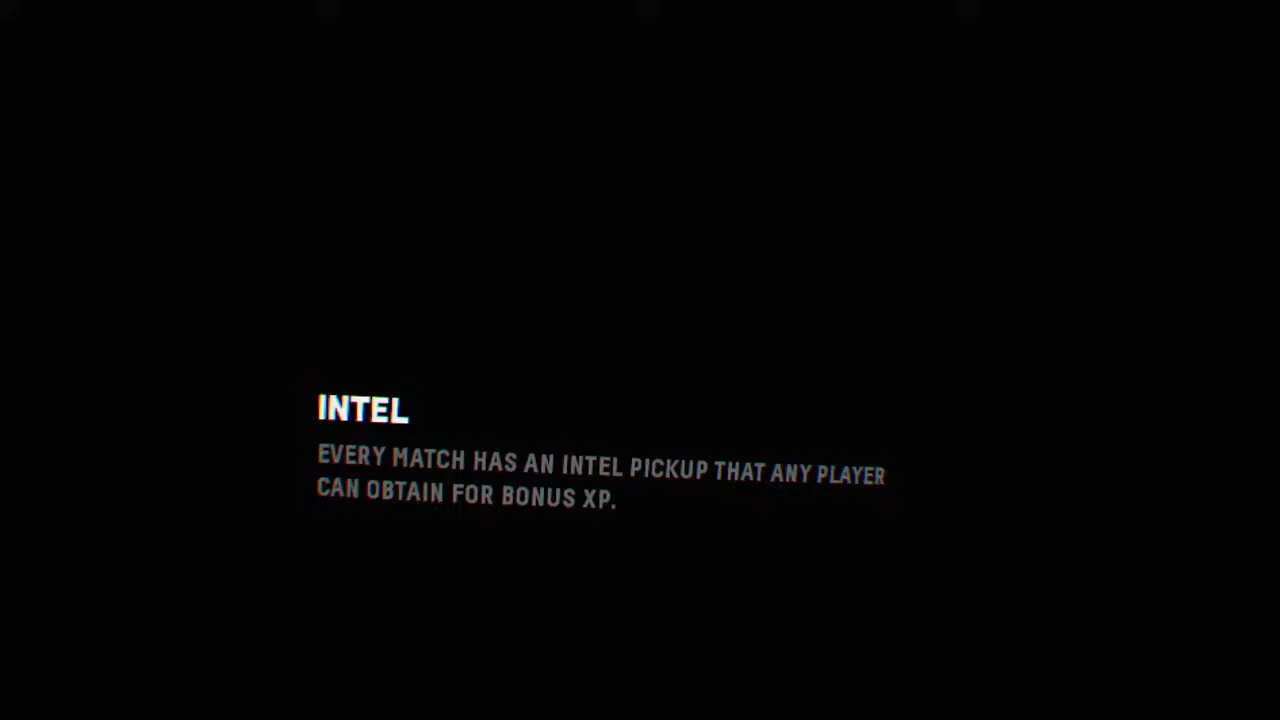 INTEL
EVERY MATCH HAS AN INTEL PICKUP THAT ANY PLAYER
CAN OBTAIN FOR BONUS XP.